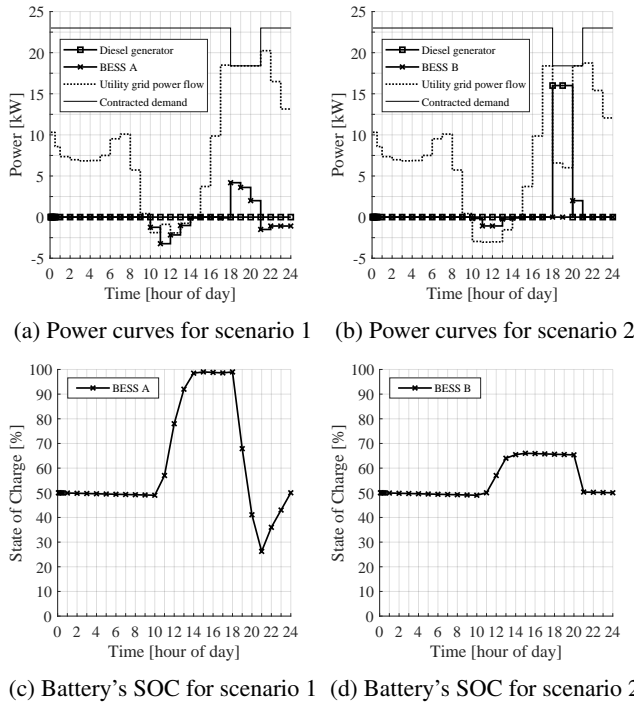 25
20
15
10
5
0
-5
Power [kW]
Diesel generator
BESS A
Utility grid power flow
Contracted demand
0 2 4 6 8 10 12 14 16 18 20 22 24
Time [hour of day]
(a) Power curves for scenario 1
25
20
15
10
5
0
-5
Power [kW]
Diesel generator
BESS B
Utility grid power flow
Contracted demand
0 2 4 6 8 10 12 14 16 18 20 22 24
Time [hour of day]
(b) Power curves for scenario 2
100
90
80
70
60
50
40
30
20
10
0
State of Charge [%]
BESS A
0 2 4 6 8 10 12 14 16 18 20 22 24
Time [hour of day]
(c) Battery's SOC for scenario 1
100
90
80
70
60
50
40
30
20
10
0
State of Charge [%]
BESS B
0 2 4 6 8 10 12 14 16 18 20 22 24
Time [hour of day]
(d) Battery's SOC for scenario 2